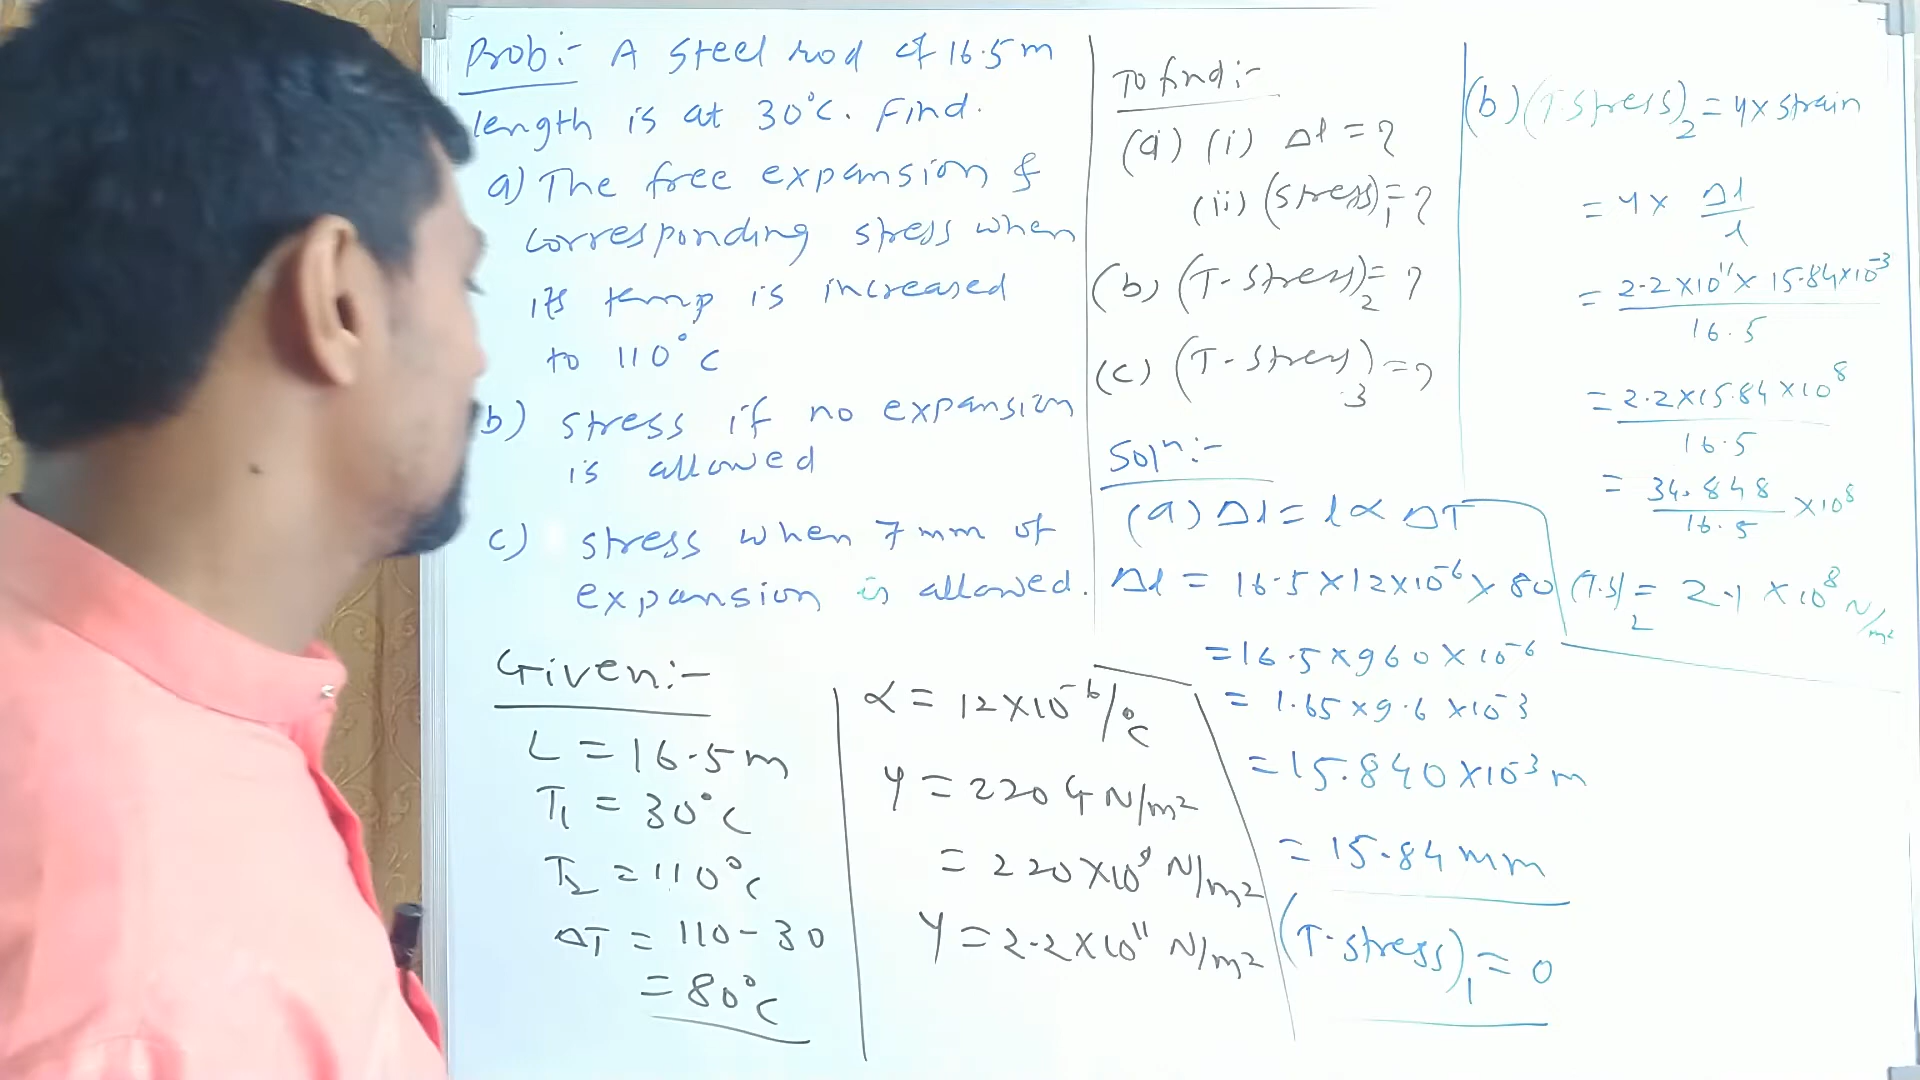 Prob:- A steel rod of 16.5 m
length is at 30°C. Find.
a) The free expansion &
corresponding stress when
its temp is increased
to 110°C
b) stress if no expansion
is allowed
c) stress when 7 mm of
expansion is allowed.
Given:-
L = 16.5 m
T₁ = 30°C
T₂ = 110°C
ΔT = 110 - 30
= 80°C
α = 12×10⁻⁶/°C
Y = 220 G N/m²
= 220×10⁹ N/m²
Y = 2.2×10¹¹ N/m²
To find:-
(a) (i) Δl = ?
(ii) (stress)₁ = ?
(b) (T-stress)₂ = ?
(c) (T-stress)₃ = ?
Solⁿ:-
(a) Δl = l α ΔT
Δl = 16.5×12×10⁻⁶×80
= 16.5×960×10⁻⁶
= 1.65×9.6×10⁻³
= 15.840×10⁻³ m
= 15.84 mm
(T-stress)₁ = 0
(b) (T-stress)₂ = Y × strain
= Y × Δl/l
= 2.2×10¹¹ × 15.84×10⁻³
16.5
= 2.2×15.84×10⁸
16.5
= 34.848/16.5 ×10⁸
(T.S)₂ = 2.1 ×10⁸ N/m²